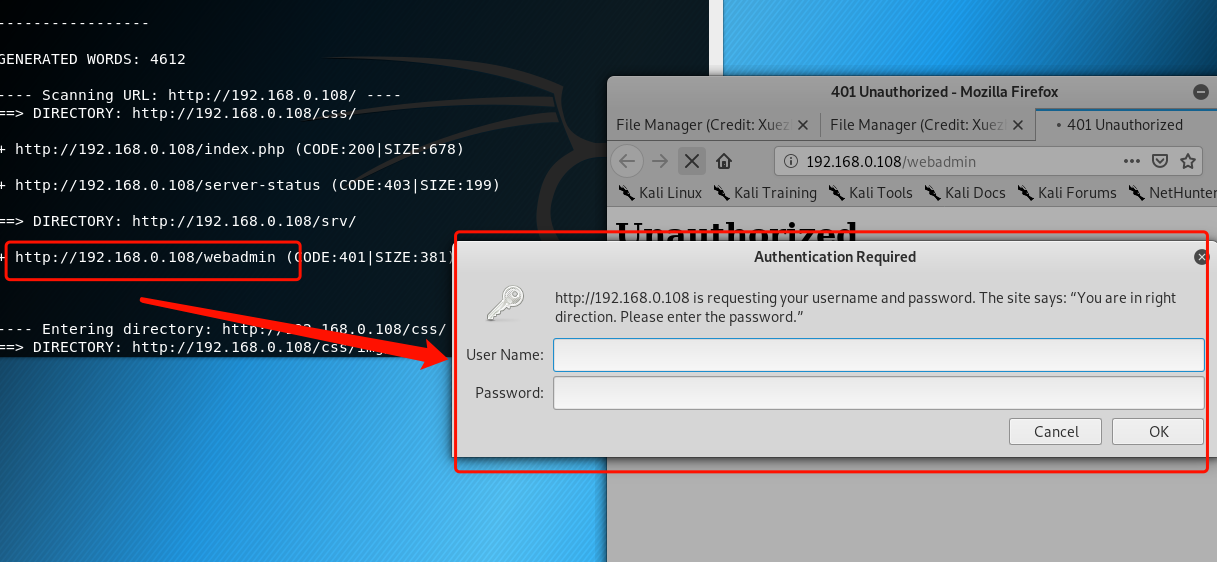 -----------------
GENERATED WORDS: 4612
---- Scanning URL: http://192.168.0.108/ ----
==> DIRECTORY: http://192.168.0.108/css/
+ http://192.168.0.108/index.php (CODE:200|SIZE:678)
+ http://192.168.0.108/server-status (CODE:403|SIZE:199)
==> DIRECTORY: http://192.168.0.108/srv/
+ http://192.168.0.108/webadmin (CODE:401|SIZE:381)
---- Entering directory: http://192.168.0.108/css/
==> DIRECTORY: http://192.168.0.108/css/img
401 Unauthorized - Mozilla Firefox
File Manager (Credit: Xuez
File Manager (Credit: Xuez
• 401 Unauthorized
192.168.0.108/webadmin
Kali Linux Kali Training Kali Tools Kali Docs Kali Forums NetHunter
Unauthorized
Authentication Required
http://192.168.0.108 is requesting your username and password. The site says: “You are in right
direction. Please enter the password.”
User Name:
Password:
Cancel OK